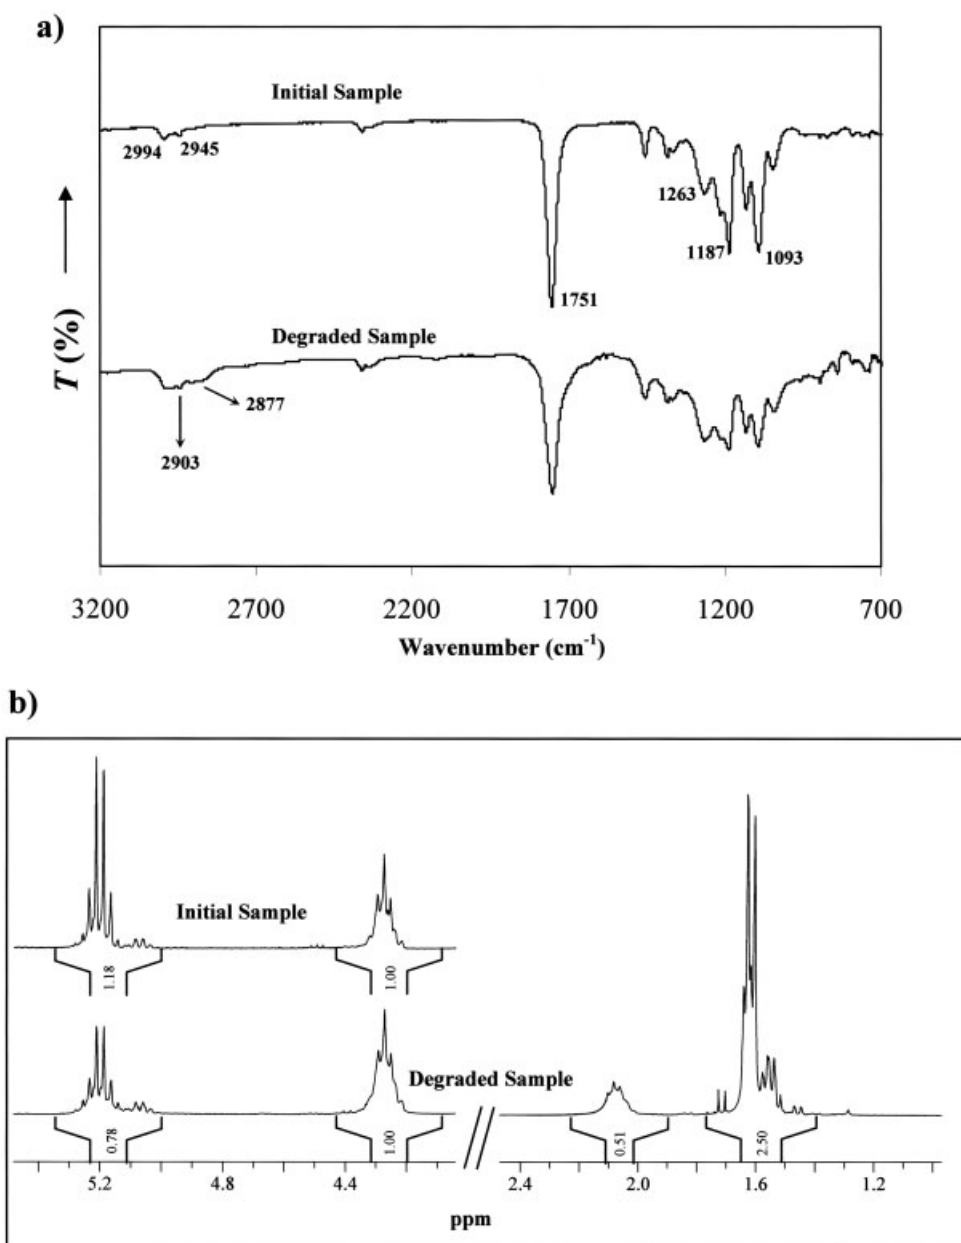 a)
Initial Sample
2994
2945
1263
1187
1093
1751
T (%)
Degraded Sample
2877
2903
3200 2700 2200 1700 1200 700
Wavenumber (cm⁻¹)
b)
Initial Sample
1.18
1.00
Degraded Sample
0.78
1.00
0.51
2.50
5.2 4.8 4.4 2.4 2.0 1.6 1.2
ppm